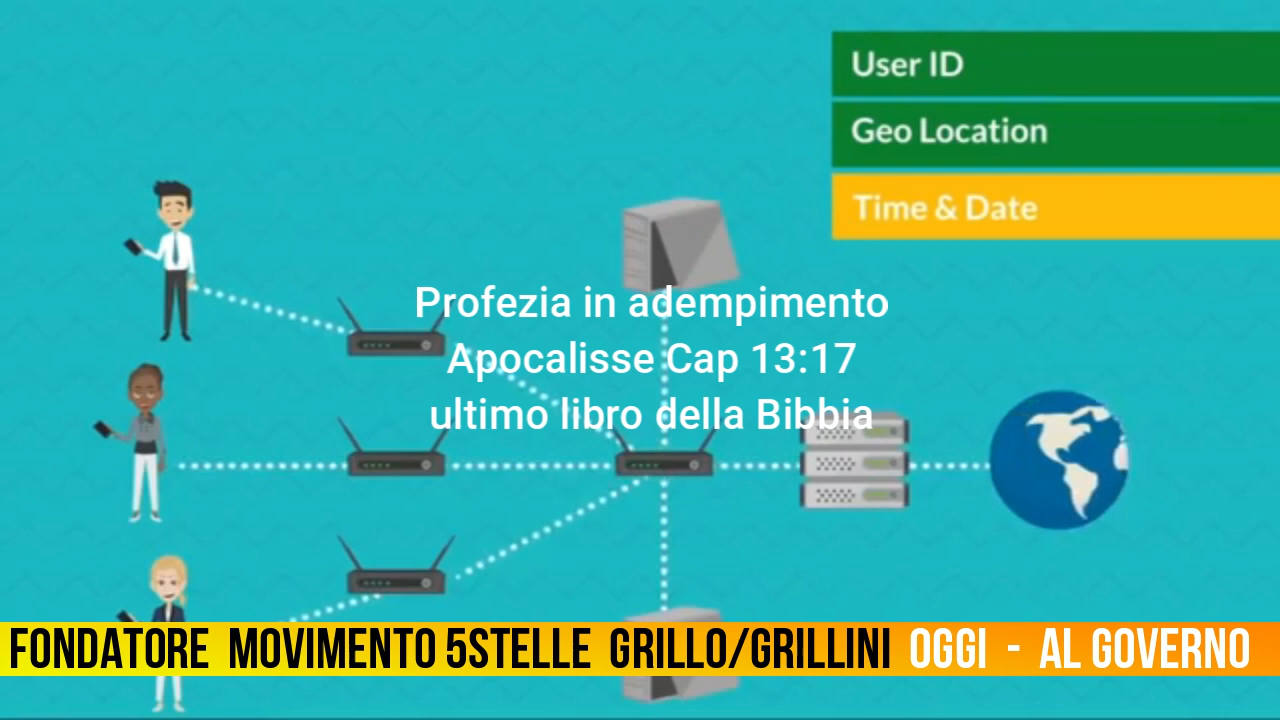 User ID
Geo Location
Time & Date
Profezia in adempimento
Apocalisse Cap 13:17
ultimo libro della Bibbia
FONDATORE MOVIMENTO 5STELLE GRILLO/GRILLINI OGGI - AL GOVERNO